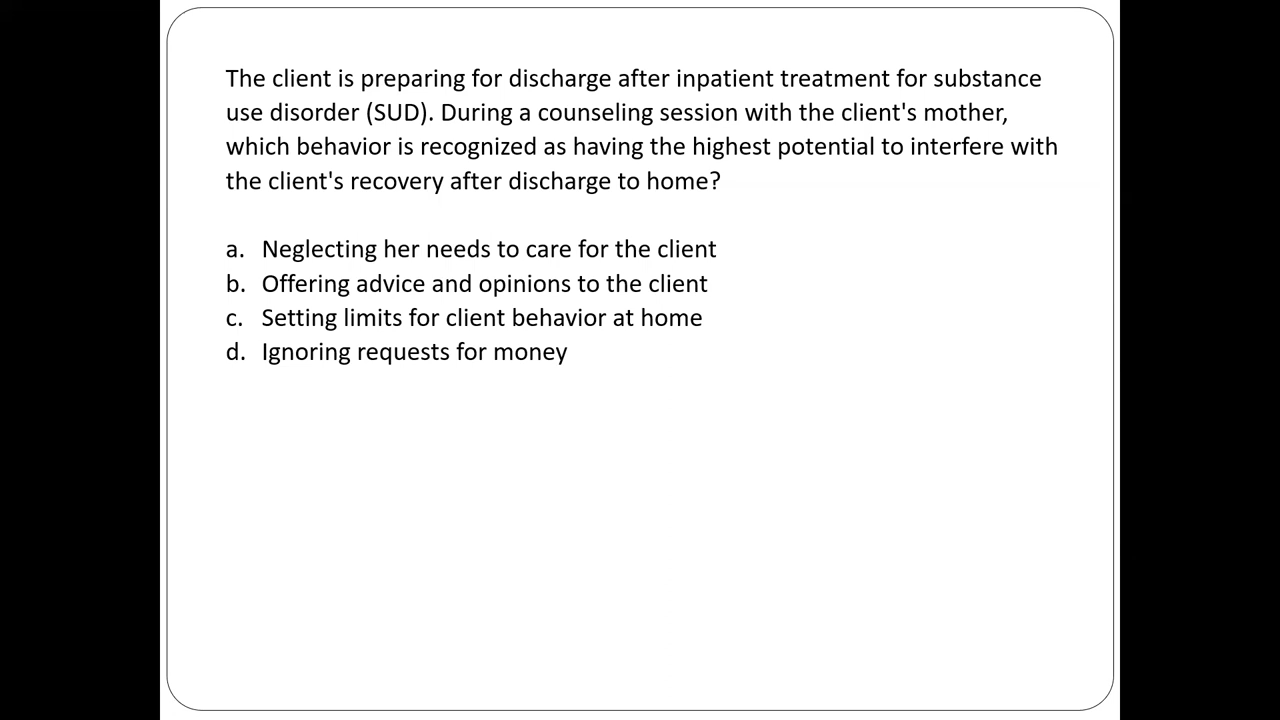 The client is preparing for discharge after inpatient treatment for substance
use disorder (SUD). During a counseling session with the client's mother,
which behavior is recognized as having the highest potential to interfere with
the client's recovery after discharge to home?
a. Neglecting her needs to care for the client
b. Offering advice and opinions to the client
c. Setting limits for client behavior at home
d. Ignoring requests for money